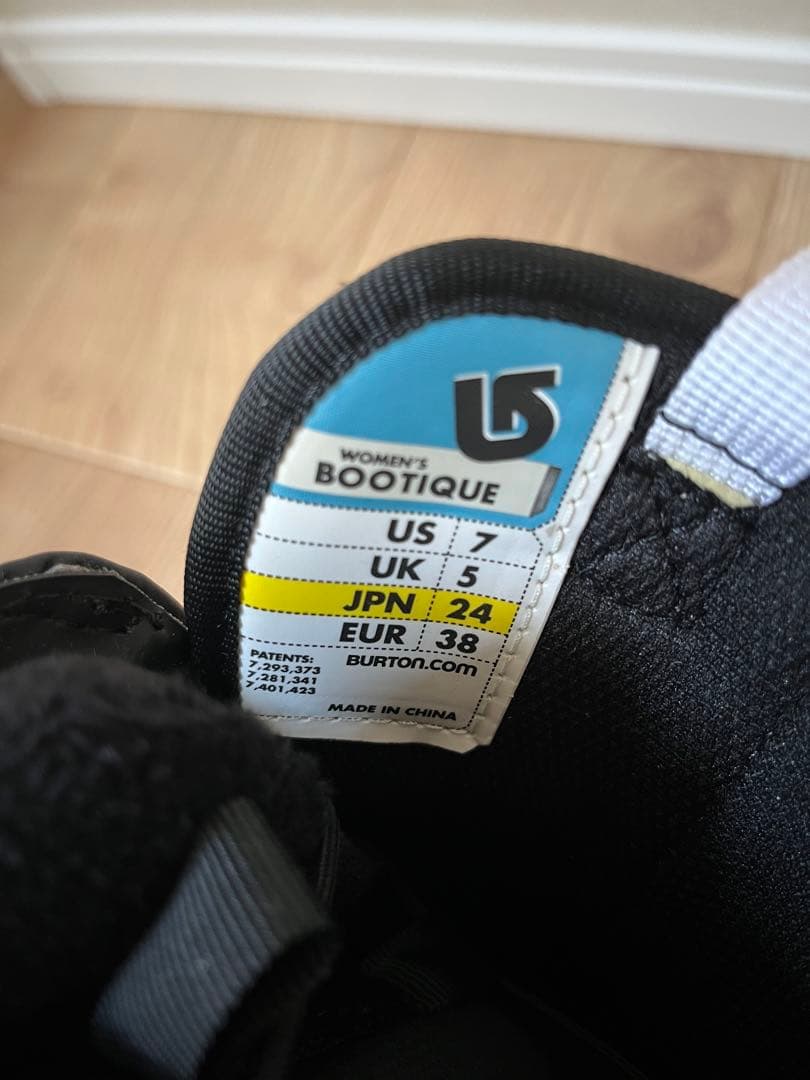 WOMEN'S
BOOTIQUE
US 7
UK 5
JPN 24
EUR 38
PATENTS:
7,293,373
7,281,341
7,401,423
BURTON.COM
MADE IN CHINA